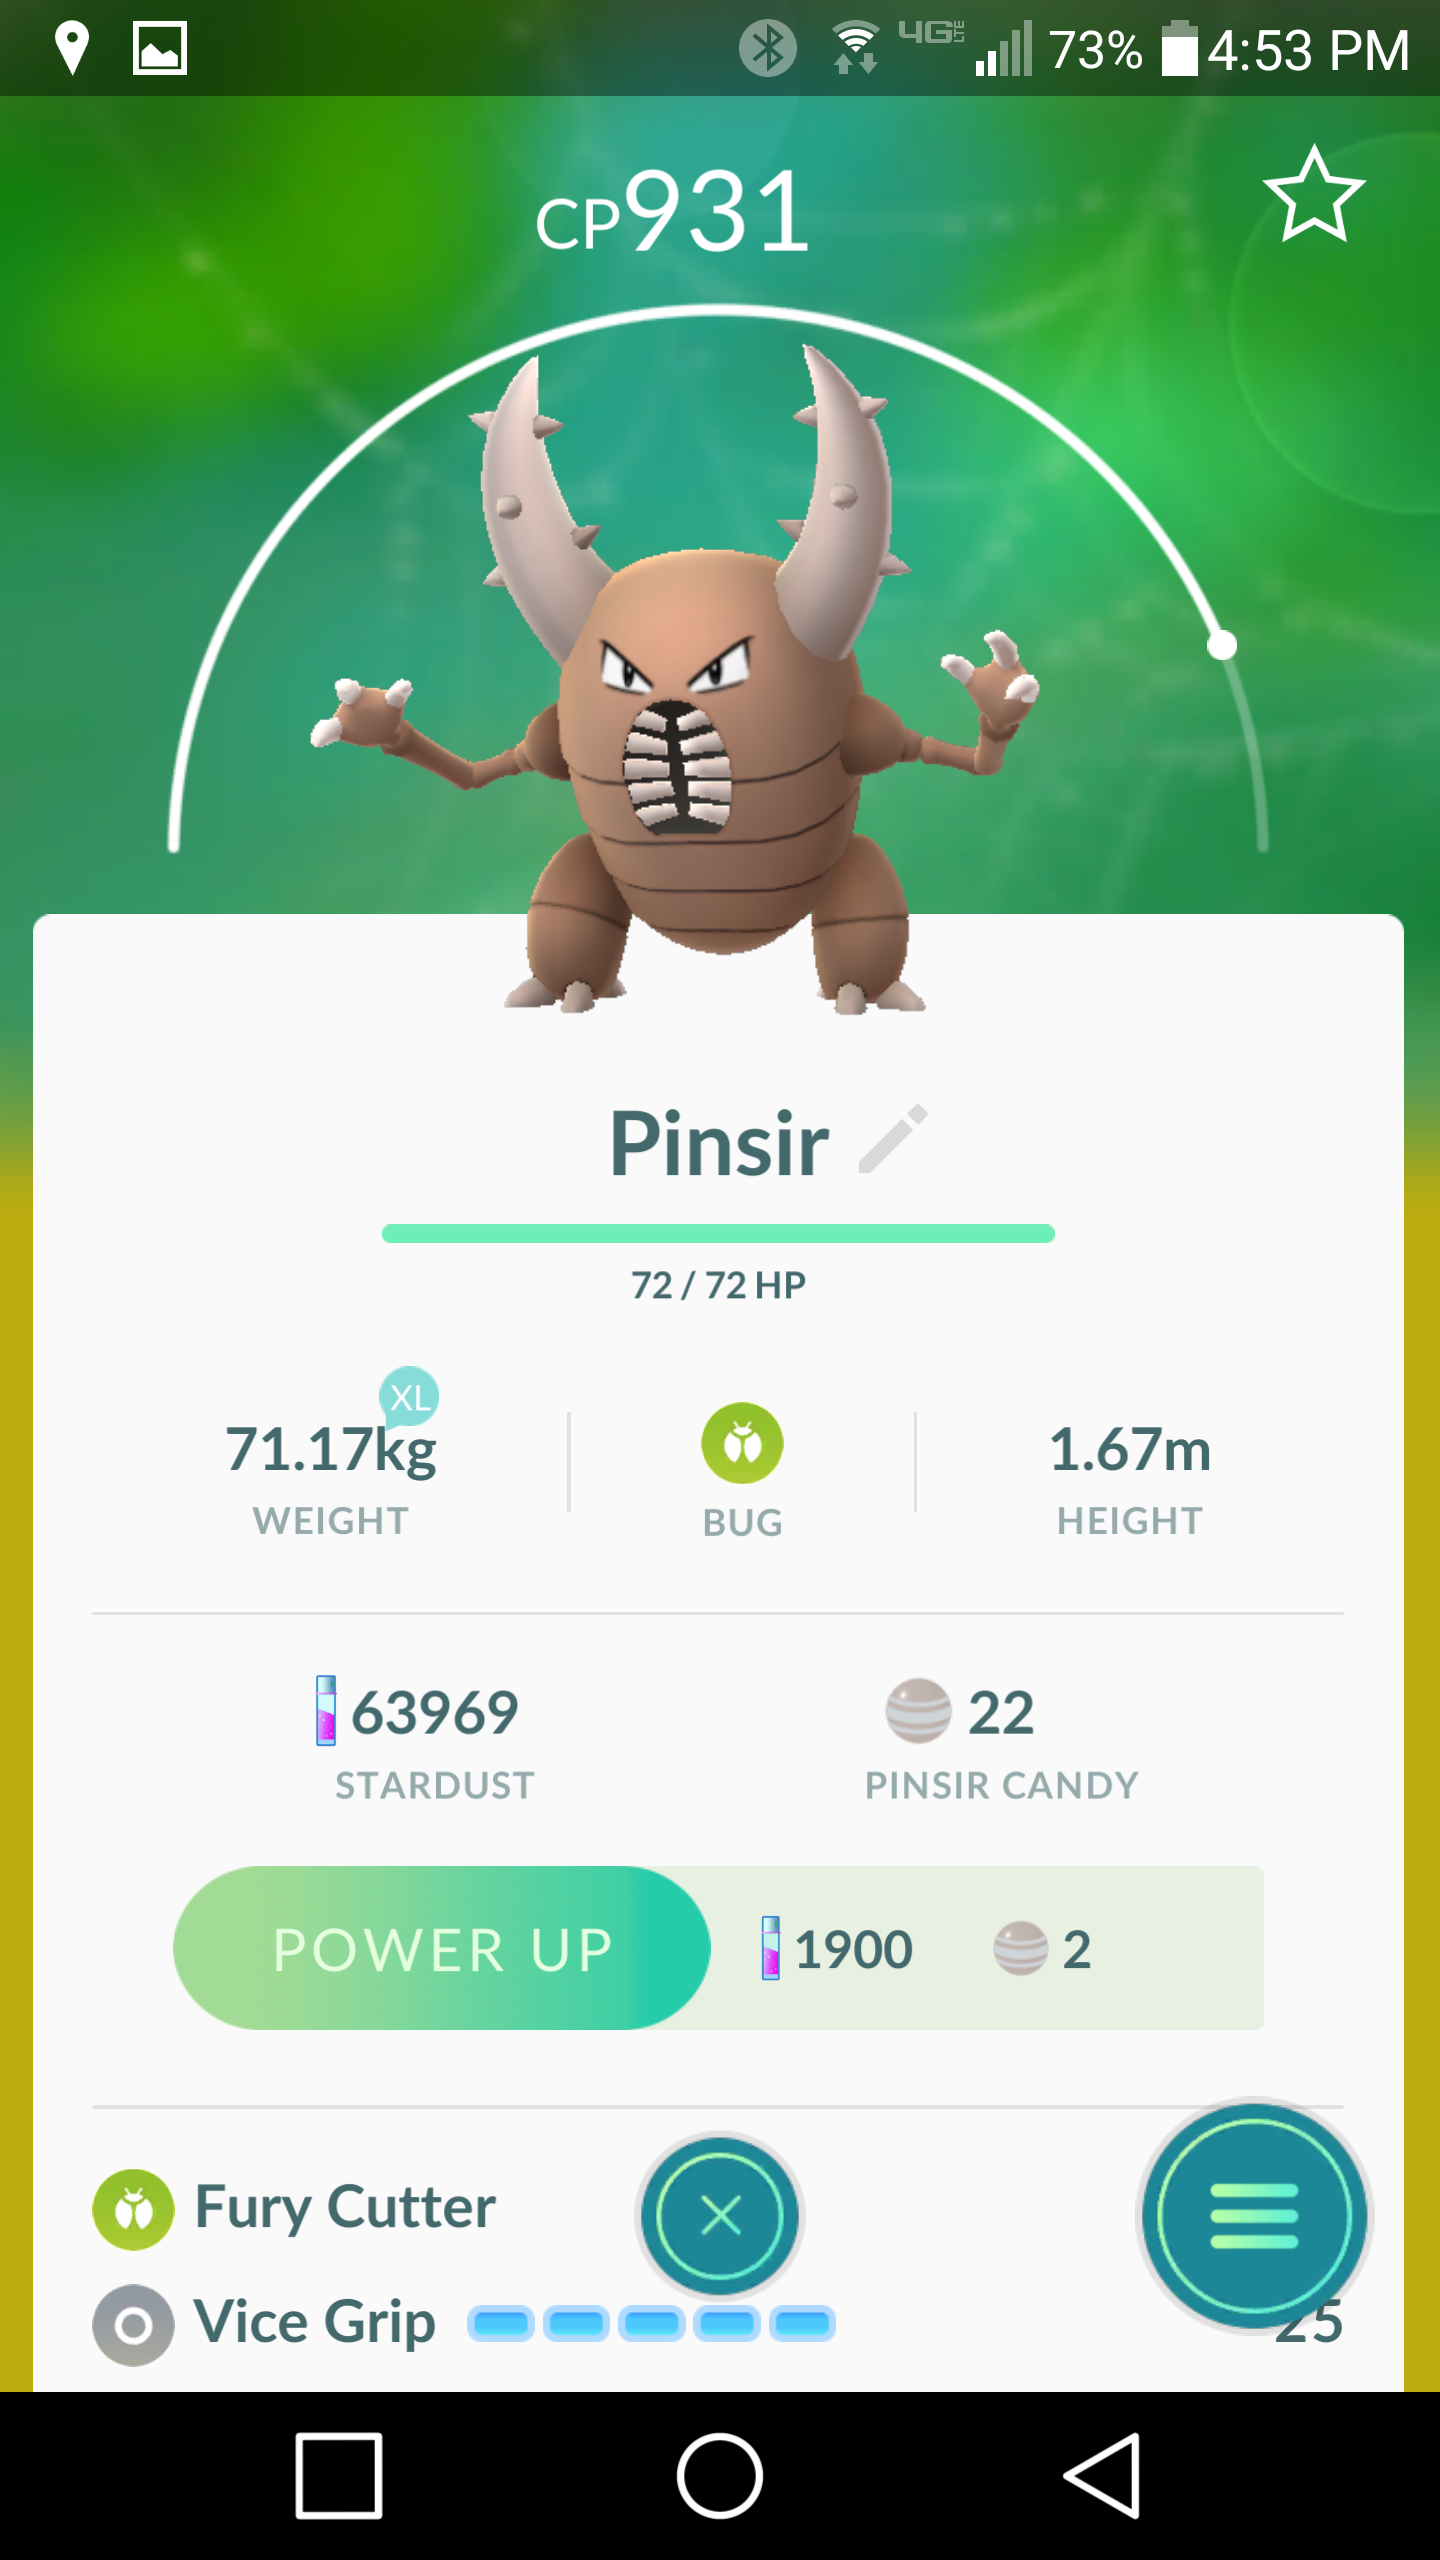 4G LTE 73% 4:53 PM
CP931
Pinsir
72 / 72 HP
XL
71.17kg
1.67m
WEIGHT
BUG
HEIGHT
63969
22
STARDUST
PINSIR CANDY
POWER UP
1900
2
Fury Cutter
Vice Grip
25